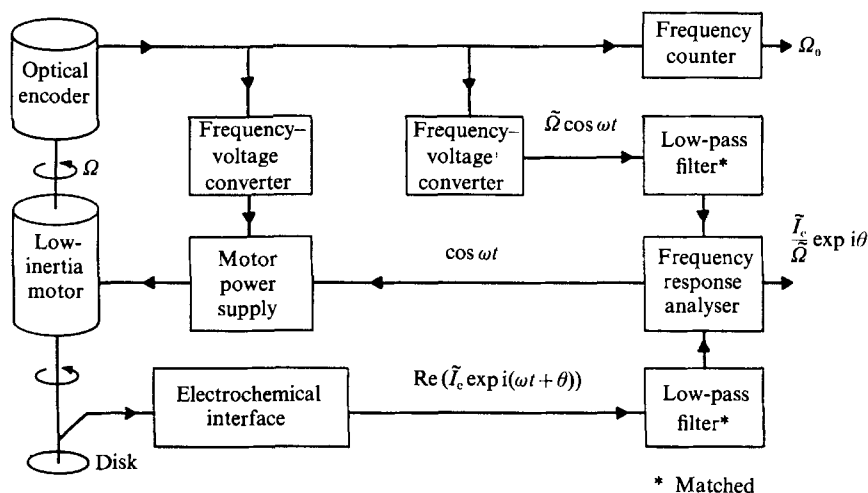 Optical
encoder
Frequency
counter
Ω₀
Frequency–
voltage
converter
Frequency–
voltage
converter
Ω̃ cos ωt
Low-pass
filter*
Ω
Low-
inertia
motor
Motor
power
supply
cos ωt
Frequency
response
analyser
Ĩc/Ω̃ exp iθ
Electrochemical
interface
Re (Ĩc exp i(ωt + θ))
Low-pass
filter*
Disk
* Matched